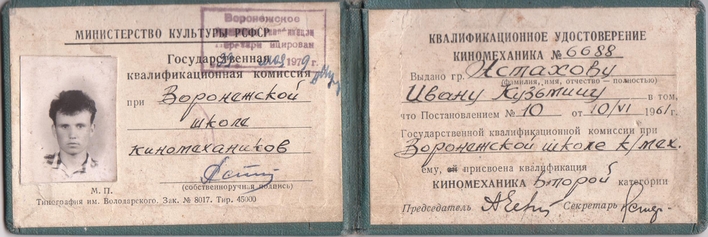 МИНИСТЕРСТВО КУЛЬТУРЫ РСФСР
Воронежское
1979 г.
Государственная
квалификационная комиссия
при Воронежской
школе
киномехаников
(собственноручная подпись)
М. П.
Типография им. Володарского. Зак. № 8017. Тир. 45000
КВАЛИФИКАЦИОННОЕ УДОСТОВЕРЕНИЕ
КИНОМЕХАНИКА № 6688
Выдано гр. Астахову
(фамилия, имя, отчество — полностью)
Ивану Кузьмичу в том,
что Постановлением № 10 от 10/VI 1961 г.
Государственной квалификационной комиссии при
Воронежской школе к/мех.
ему, ей присвоена квалификация
КИНОМЕХАНИКА Второй категории
Председатель Секретарь